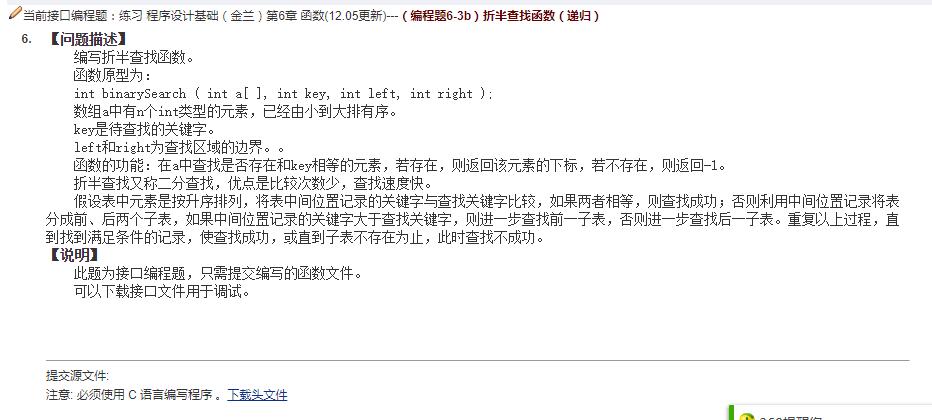 当前接口编程题：练习 程序设计基础（金兰）第6章 函数(12.05更新)---（编程题6-3b）折半查找函数（递归）
6. 【问题描述】
编写折半查找函数。
函数原型为：
int binarySearch ( int a[ ], int key, int left, int right );
数组a中有n个int类型的元素，已经由小到大排有序。
key是待查找的关键字。
left和right为查找区域的边界。。
函数的功能：在a中查找是否存在和key相等的元素，若存在，则返回该元素的下标，若不存在，则返回-1。
折半查找又称二分查找，优点是比较次数少，查找速度快。
假设表中元素是按升序排列，将表中间位置记录的关键字与查找关键字比较，如果两者相等，则查找成功；否则利用中间位置记录将表
分成前、后两个子表，如果中间位置记录的关键字大于查找关键字，则进一步查找前一子表，否则进一步查找后一子表。重复以上过程，直
到找到满足条件的记录，使查找成功，或直到子表不存在为止，此时查找不成功。
【说明】
此题为接口编程题，只需提交编写的函数文件。
可以下载接口文件用于调试。
提交源文件:
注意: 必须使用 C 语言编写程序 。下载头文件